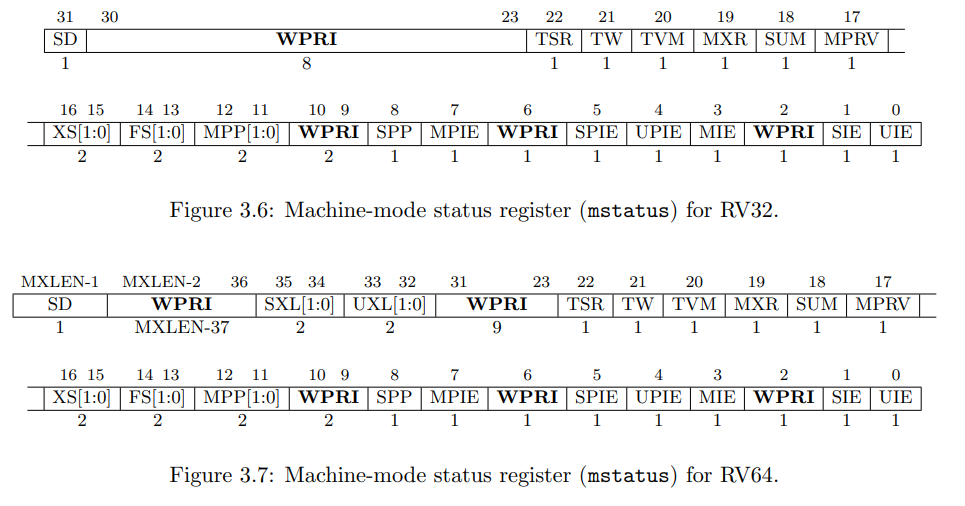 31 30 23 22 21 20 19 18 17
SD WPRI TSR TW TVM MXR SUM MPRV
1 8 1 1 1 1 1 1
16 15 14 13 12 11 10 9 8 7 6 5 4 3 2 1 0
XS[1:0] FS[1:0] MPP[1:0] WPRI SPP MPIE WPRI SPIE UPIE MIE WPRI SIE UIE
2 2 2 2 1 1 1 1 1 1 1 1 1
Figure 3.6: Machine-mode status register (mstatus) for RV32.
MXLEN-1 MXLEN-2 36 35 34 33 32 31 23 22 21 20 19 18 17
SD WPRI SXL[1:0] UXL[1:0] WPRI TSR TW TVM MXR SUM MPRV
1 MXLEN-37 2 2 9 1 1 1 1 1 1
16 15 14 13 12 11 10 9 8 7 6 5 4 3 2 1 0
XS[1:0] FS[1:0] MPP[1:0] WPRI SPP MPIE WPRI SPIE UPIE MIE WPRI SIE UIE
2 2 2 2 1 1 1 1 1 1 1 1 1
Figure 3.7: Machine-mode status register (mstatus) for RV64.